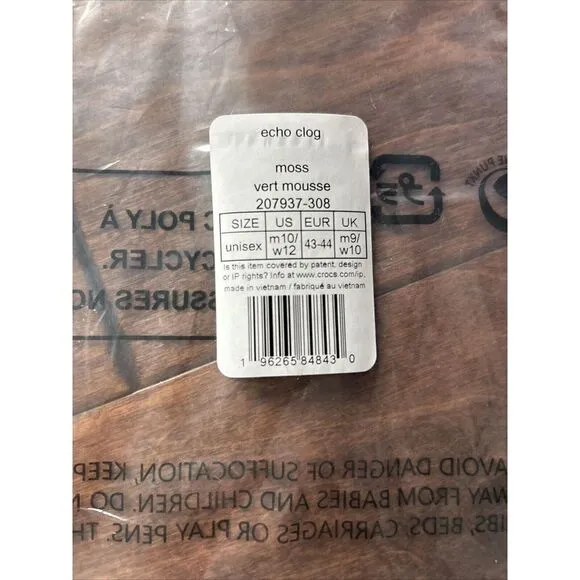 echo clog
moss
vert mousse
207937-308
SIZE US EUR UK
unisex m10/ w12 43-44 m9/ w10
Is this item covered by patent, design
or IP rights? Info at www.crocs.com/ip.
made in vietnam / fabriqué au vietnam
1 96265 84843 0
POLY À
CYCLER.
SSURES NO
E PUNKT
AVOID DANGER OF SUFFOCATION, KEEP
WAY FROM BABIES AND CHILDREN. DO N
IBS, BEDS, CARRIAGES OR PLAY PENS. TH